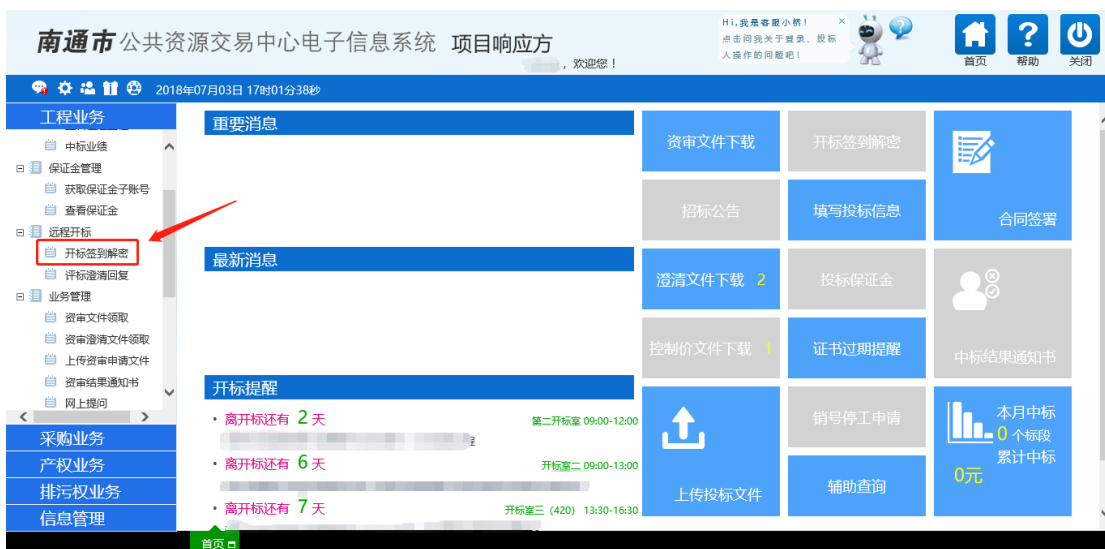 南通市公共资源交易中心电子信息系统 项目响应方
，欢迎您！
Hi,我是客服小桥！ ×
点击问我关于登录、投标
人操作的问题吧！
首页 帮助 关闭
2018年07月03日 17时01分38秒
工程业务
中标业绩
保证金管理
获取保证金子账号
查看保证金
远程开标
开标签到解密
评标澄清回复
业务管理
资审文件领取
资审澄清文件领取
上传资审申请文件
资审结果通知书
网上提问
采购业务
产权业务
排污权业务
信息管理
重要消息
最新消息
开标提醒
• 离开标还有 2 天 第二开标室 09:00-12:00
• 离开标还有 6 天 开标室二 09:00-13:00
• 离开标还有 7 天 开标室三（420） 13:30-16:30
资审文件下载 开标签到解密
招标公告 填写投标信息
合同签署
澄清文件下载 2 投标保证金
控制价文件下载 1 证书过期提醒
中标结果通知书
上传投标文件
销号停工申请
辅助查询
本月中标
0 个标段
累计中标
0元
首页